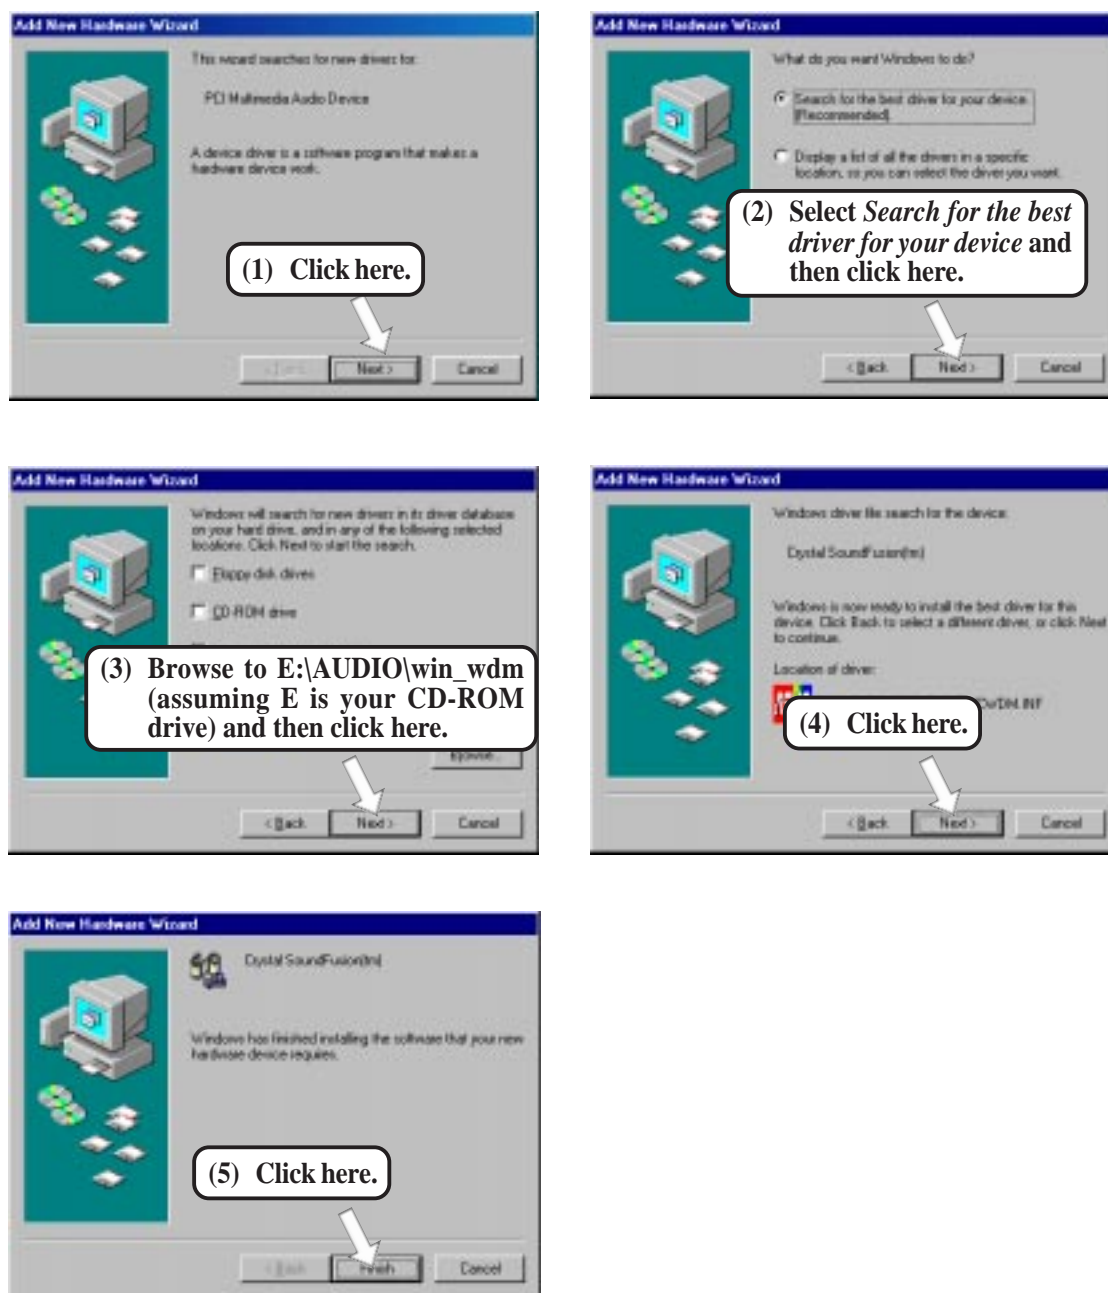 Add New Hardware Wizard
This wizard searches for new drivers for:
PCI Multimedia Audio Device
A device driver is a software program that makes a
hardware device work.
(1) Click here.
Next >
Cancel
Add New Hardware Wizard
What do you want Windows to do?
Search for the best driver for your device.
(Recommended).
Display a list of all the drivers in a specific
location, so you can select the driver you want.
(2) Select Search for the best
driver for your device and
then click here.
< Back
Next >
Cancel
Add New Hardware Wizard
Windows will search for new drivers in its driver database
on your hard drive, and in any of the following selected
locations. Click Next to start the search.
Floppy disk drives
CD-ROM drive
(3) Browse to E:\AUDIO\win_wdm
(assuming E is your CD-ROM
drive) and then click here.
Browse...
< Back
Next >
Cancel
Add New Hardware Wizard
Windows driver file search for the device:
Crystal SoundFusion(tm)
Windows is now ready to install the best driver for this
device. Click Back to select a different driver, or click Next
to continue.
Location of driver:
(4) Click here.
< Back
Next >
Cancel
Add New Hardware Wizard
Crystal SoundFusion(tm)
Windows has finished installing the software that your new
hardware device requires.
(5) Click here.
< Back
Finish
Cancel